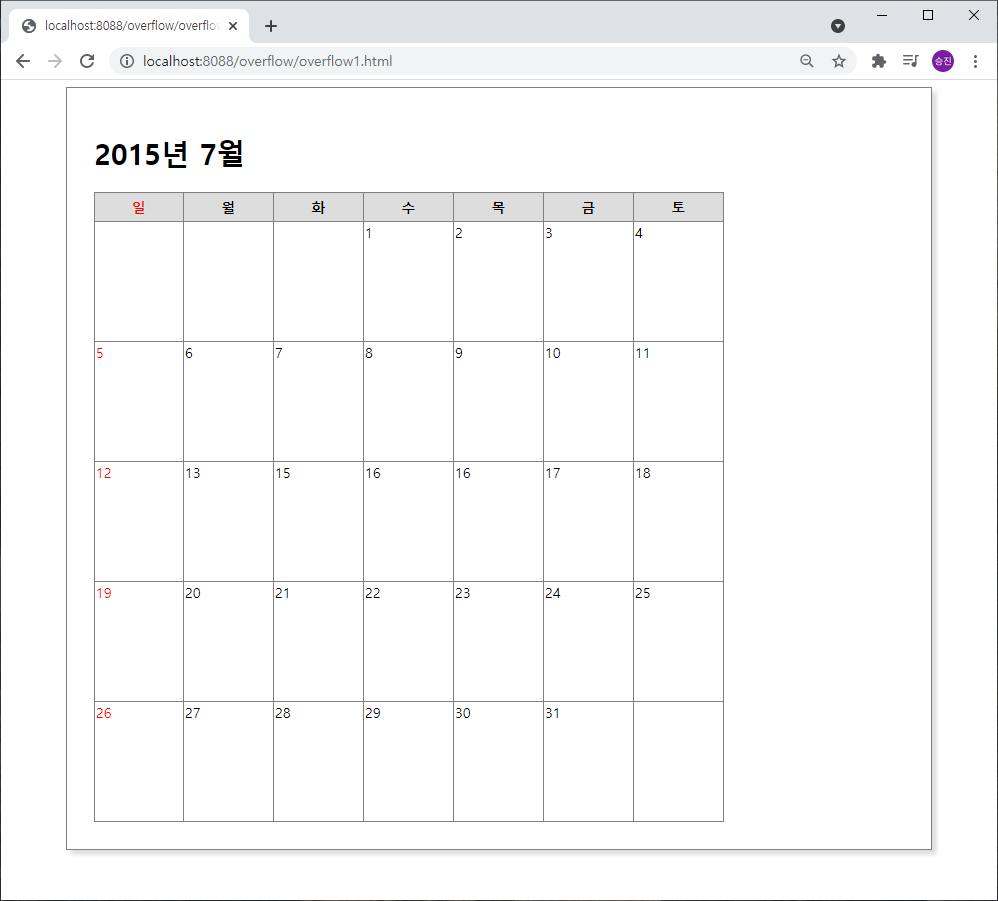 localhost:8088/overflow/overflo
localhost:8088/overflow/overflow1.html
승진
2015년 7월
일 월 화 수 목 금 토
1 2 3 4
5 6 7 8 9 10 11
12 13 15 16 16 17 18
19 20 21 22 23 24 25
26 27 28 29 30 31